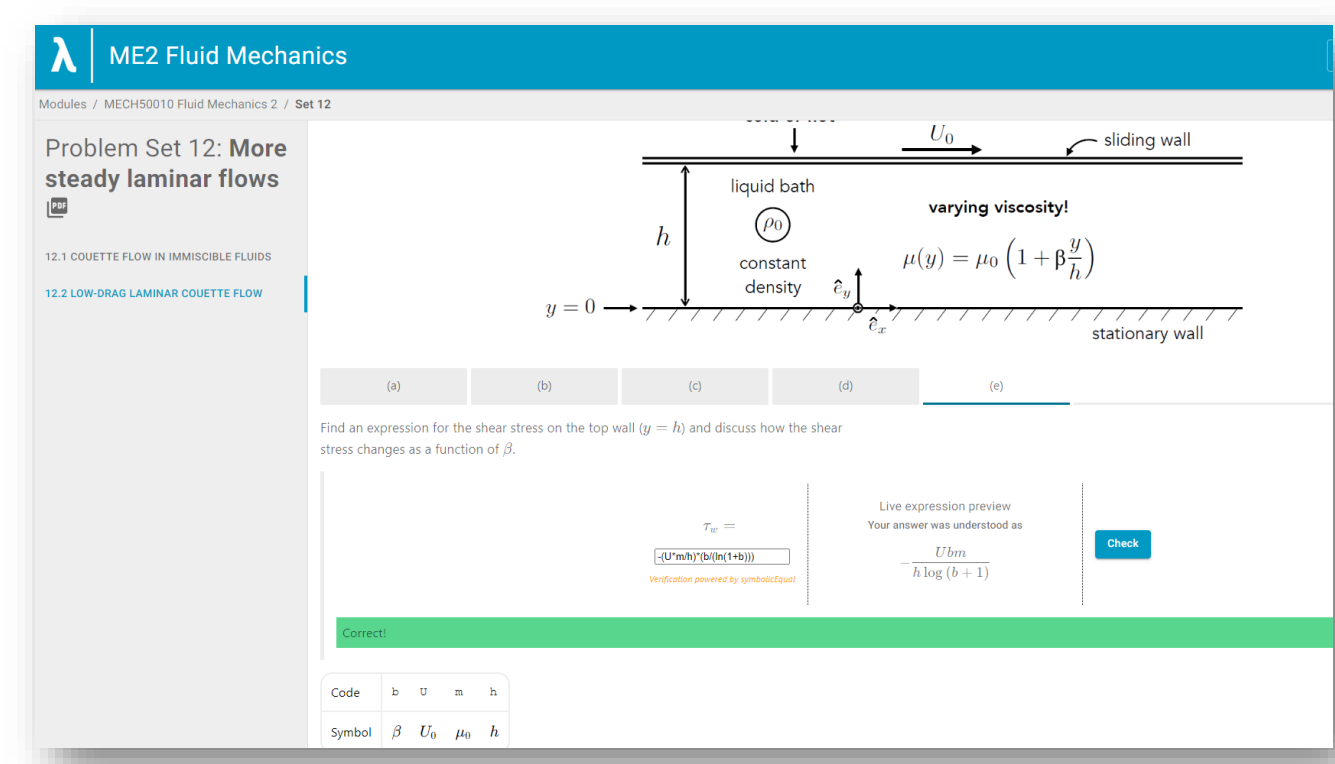 λ ME2 Fluid Mechanics
Modules / MECH50010 Fluid Mechanics 2 / Set 12
Problem Set 12: More
steady laminar flows
PDF
12.1 COUETTE FLOW IN IMMISCIBLE FLUIDS
12.2 LOW-DRAG LAMINAR COUETTE FLOW
U₀
sliding wall
liquid bath
ρ₀
constant
density
h
varying viscosity!
μ(y) = μ₀ (1 + β y/h)
ê_y
y = 0
ê_x
stationary wall
(a) (b) (c) (d) (e)
Find an expression for the shear stress on the top wall (y = h) and discuss how the shear
stress changes as a function of β.
τ_w =
-(U*m/h)*(b/(ln(1+b)))
Verification powered by symbolicEqual
Live expression preview
Your answer was understood as
− Ubm / h log (b + 1)
Check
Correct!
Code b U m h
Symbol β U₀ μ₀ h